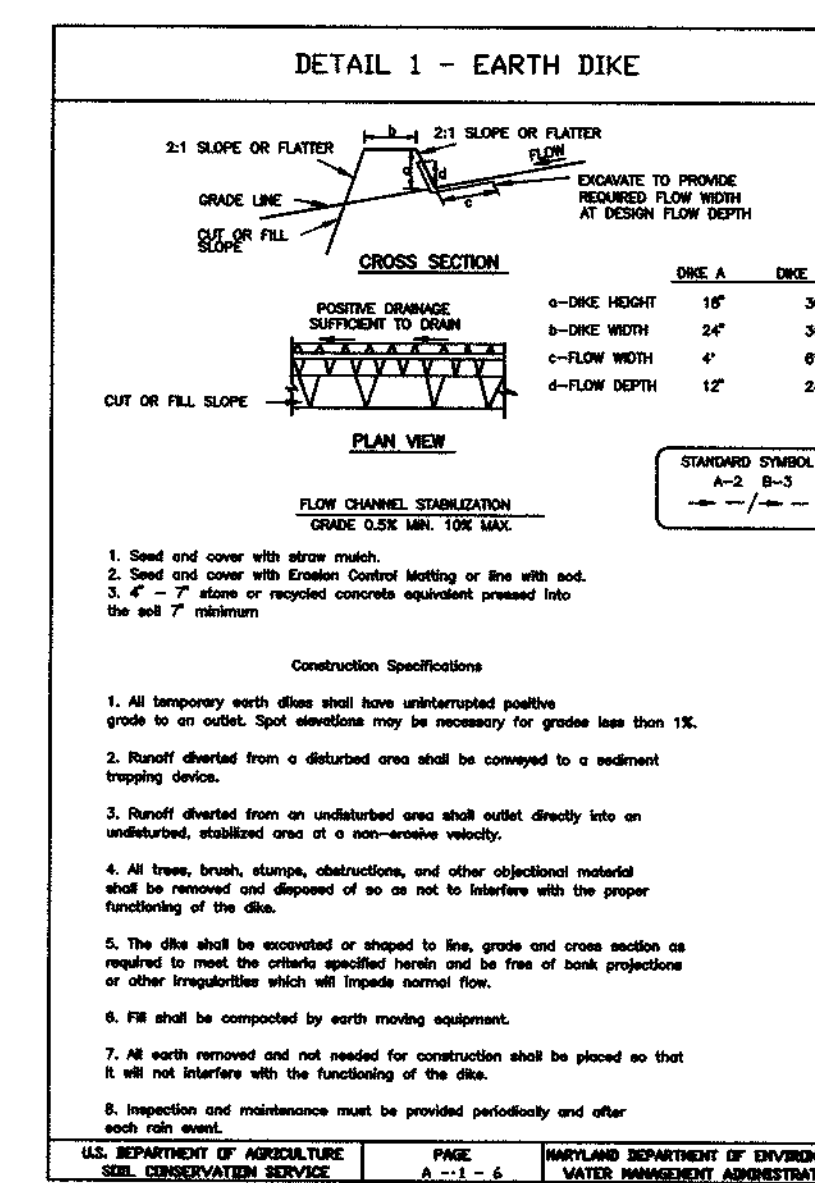 DETAIL 1 - EARTH DIKE
b
2:1 SLOPE OR FLATTER
2:1 SLOPE OR FLATTER
FLOW
a
d
EXCAVATE TO PROVIDE
REQUIRED FLOW WIDTH
AT DESIGN FLOW DEPTH
GRADE LINE
c
CUT OR FILL
SLOPE
CROSS SECTION
DIKE A DIKE
a-DIKE HEIGHT 18" 3
b-DIKE WIDTH 24" 3
c-FLOW WIDTH 4' 6
d-FLOW DEPTH 12" 2
POSITIVE DRAINAGE
SUFFICIENT TO DRAIN
CUT OR FILL SLOPE
PLAN VIEW
STANDARD SYMBOL
A-2 B-3
FLOW CHANNEL STABILIZATION
GRADE 0.5% MIN. 10% MAX.
1. Seed and cover with straw mulch.
2. Seed and cover with Erosion Control Matting or line with sod.
3. 4" - 7" stone or recycled concrete equivalent pressed into
the soil 7" minimum
Construction Specifications
1. All temporary earth dikes shall have uninterrupted positive
grade to an outlet. Spot elevations may be necessary for grades less than 1%.
2. Runoff diverted from a disturbed area shall be conveyed to a sediment
trapping device.
3. Runoff diverted from an undisturbed area shall outlet directly into an
undisturbed, stabilized area at a non-erosive velocity.
4. All trees, brush, stumps, obstructions, and other objectional material
shall be removed and disposed of so as not to interfere with the proper
functioning of the dike.
5. The dike shall be excavated or shaped to line, grade and cross section as
required to meet the criteria specified herein and be free of bank projections
or other irregularities which will impede normal flow.
6. Fill shall be compacted by earth moving equipment.
7. All earth removed and not needed for construction shall be placed so that
it will not interfere with the functioning of the dike.
8. Inspection and maintenance must be provided periodically and after
each rain event.
U.S. DEPARTMENT OF AGRICULTURE
SOIL CONSERVATION SERVICE
PAGE
A - 1 - 6
MARYLAND DEPARTMENT OF ENVIRON
WATER MANAGEMENT ADMINISTRAT